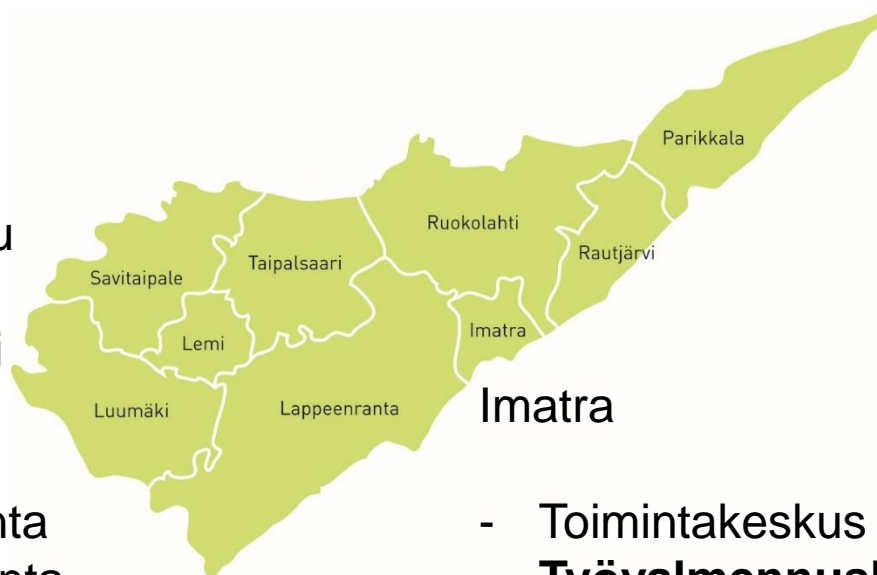 Parikkala
Ruokolahti
Rautjärvi
Taipalsaari
Savitaipale
Imatra
Lemi
Luumäki
Lappeenranta
Imatra
- Toimintakeskus